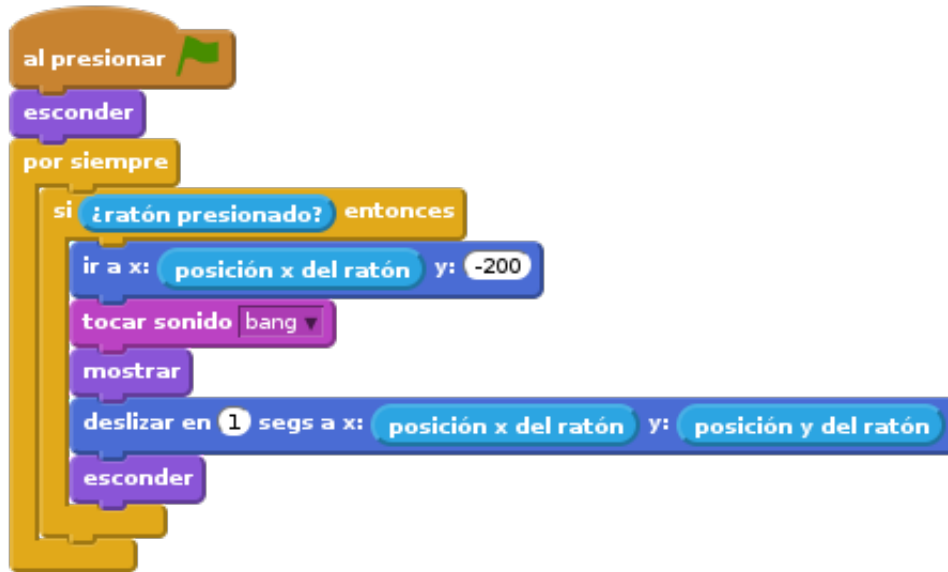 al presionar
esconder
por siempre
si ¿ratón presionado? entonces
ir a x: posición x del ratón y: -200
tocar sonido bang
mostrar
deslizar en 1 segs a x: posición x del ratón y: posición y del ratón
esconder